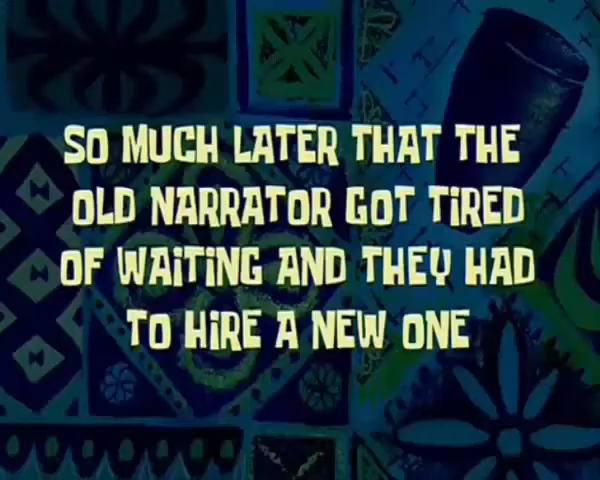 SO MUCH LATER THAT THE
OLD NARRATOR GOT TiRED
OF WAiTiNG AND THEY HAD
TO HiRE A NEW ONE